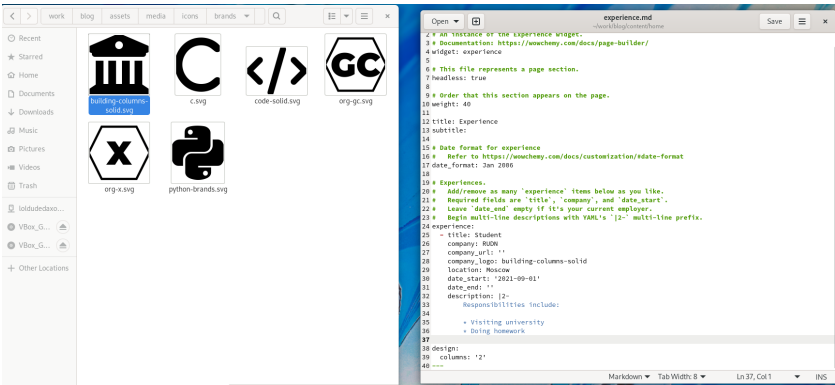 work blog assets media icons brands
Recent
Starred
Home
Documents
Downloads
Music
Pictures
Videos
Trash
loldudedaxo...
VBox_G...
VBox_G...
+ Other Locations
building-columns-solid.svg
c.svg
code-solid.svg
GC
org-gc.svg
X
org-x.svg
python-brands.svg
Open
experience.md
~/work/blog/content/home
Save
2 # An instance of the Experience widget.
3 # Documentation: https://wowchemy.com/docs/page-builder/
4 widget: experience
5
6 # This file represents a page section.
7 headless: true
8
9 # Order that this section appears on the page.
10 weight: 40
11
12 title: Experience
13 subtitle:
14
15 # Date format for experience
16 #   Refer to https://wowchemy.com/docs/customization/#date-format
17 date_format: Jan 2006
18
19 # Experiences.
20 #   Add/remove as many `experience` items below as you like.
21 #   Required fields are `title`, `company`, and `date_start`.
22 #   Leave `date_end` empty if it's your current employer.
23 #   Begin multi-line descriptions with YAML's `|2-` multi-line prefix.
24 experience:
25   - title: Student
26     company: RUDN
27     company_url: ''
28     company_logo: building-columns-solid
29     location: Moscow
30     date_start: '2021-09-01'
31     date_end: ''
32     description: |2-
33         Responsibilities include:
34
35         * Visiting university
36         * Doing homework
37
38 design:
39   columns: '2'
40 ---
Markdown Tab Width: 8 Ln 37, Col 1 INS